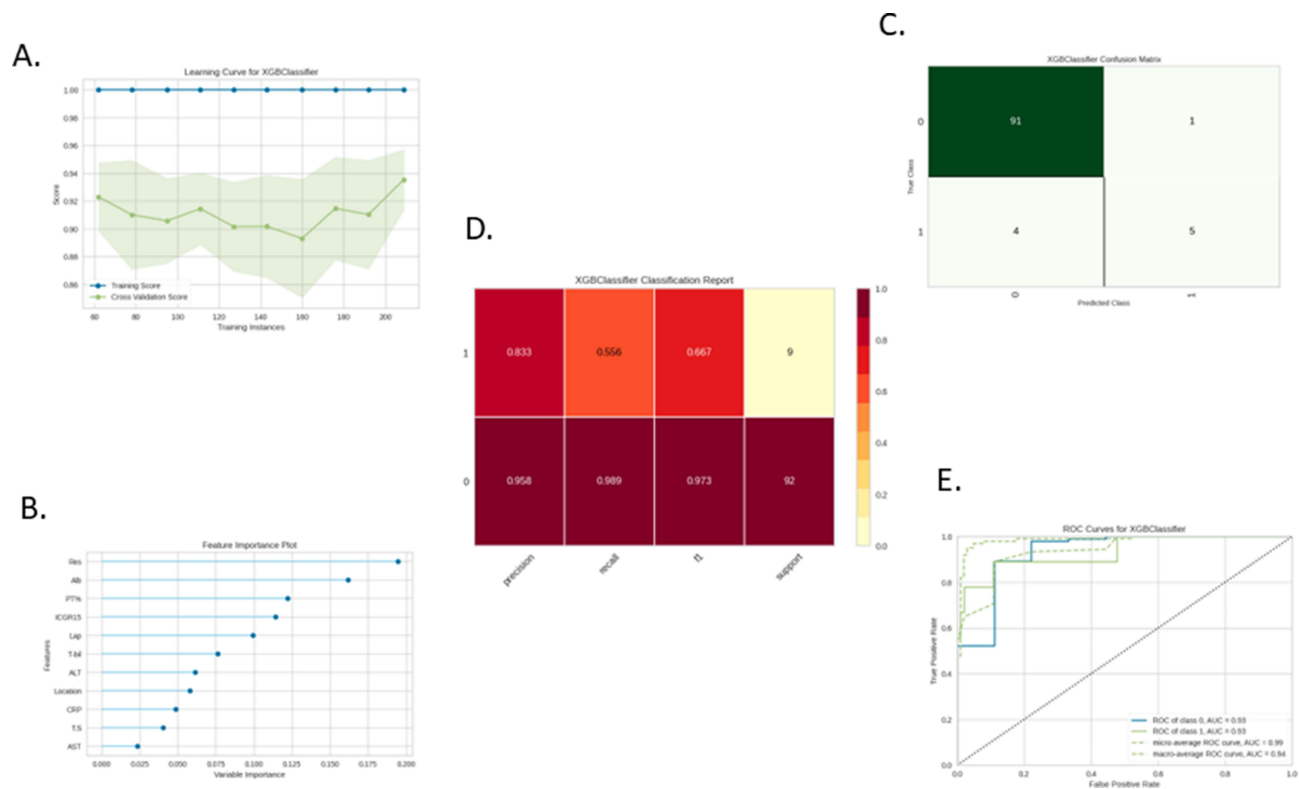 A.
Learning Curve for XGBClassifier
1.00
0.98
0.96
0.94
0.92
0.90
0.88
0.86
Score
Training Score
Cross Validation Score
60 80 100 120 140 160 180 200
Training Instances
B.
Feature Importance Plot
Features
Res
Alb
PT%
ICGR15
Lap
T-bil
ALT
Location
CRP
T.S
AST
0.000 0.025 0.050 0.075 0.100 0.125 0.150 0.175 0.200
Variable Importance
C.
XGBClassifier Confusion Matrix
True Class
0 91 1
1 4 5
0 1
Predicted Class
D.
XGBClassifier Classification Report
1 0.833 0.556 0.667 9
0 0.958 0.989 0.973 92
precision recall f1 support
1.0
0.8
0.6
0.4
0.2
0.0
E.
ROC Curves for XGBClassifier
1.0
0.8
0.6
0.4
0.2
0.0
True Positive Rate
ROC of class 0, AUC = 0.93
ROC of class 1, AUC = 0.93
micro-average ROC curve, AUC = 0.99
macro-average ROC curve, AUC = 0.94
0.0 0.2 0.4 0.6 0.8 1.0
False Positive Rate